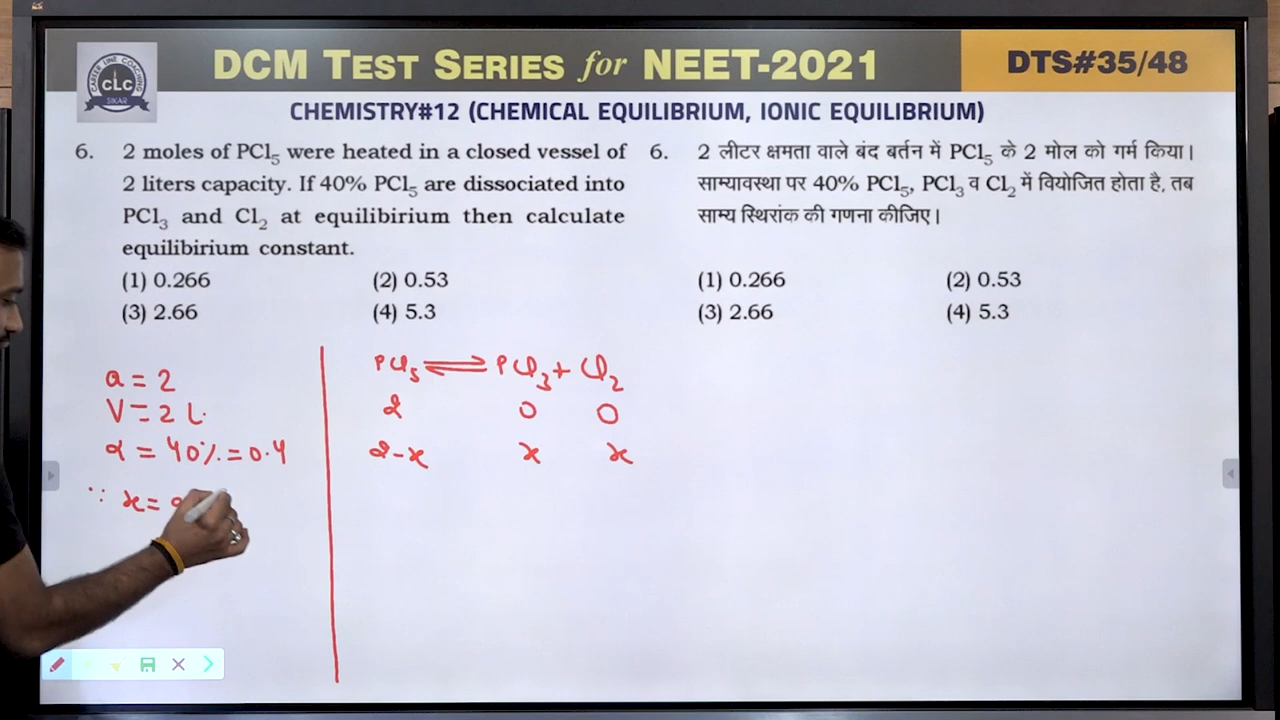 CAREER LINE COACHING
CLC
SIKAR
DCM TEST SERIES for NEET-2021
DTS#35/48
CHEMISTRY#12 (CHEMICAL EQUILIBRIUM, IONIC EQUILIBRIUM)
6. 2 moles of PCl₅ were heated in a closed vessel of
2 liters capacity. If 40% PCl₅ are dissociated into
PCl₃ and Cl₂ at equilibirium then calculate
equilibirium constant.
(1) 0.266 (2) 0.53
(3) 2.66 (4) 5.3
6. 2 लीटर क्षमता वाले बंद बर्तन में PCl₅ के 2 मोल को गर्म किया।
साम्यावस्था पर 40% PCl₅, PCl₃ व Cl₂ में वियोजित होता है, तब
साम्य स्थिरांक की गणना कीजिए।
(1) 0.266 (2) 0.53
(3) 2.66 (4) 5.3
a = 2
V = 2 L.
α = 40% = 0.4
∵ x =
PCl₅ ⇌ PCl₃ + Cl₂
2 0 0
2-x x x